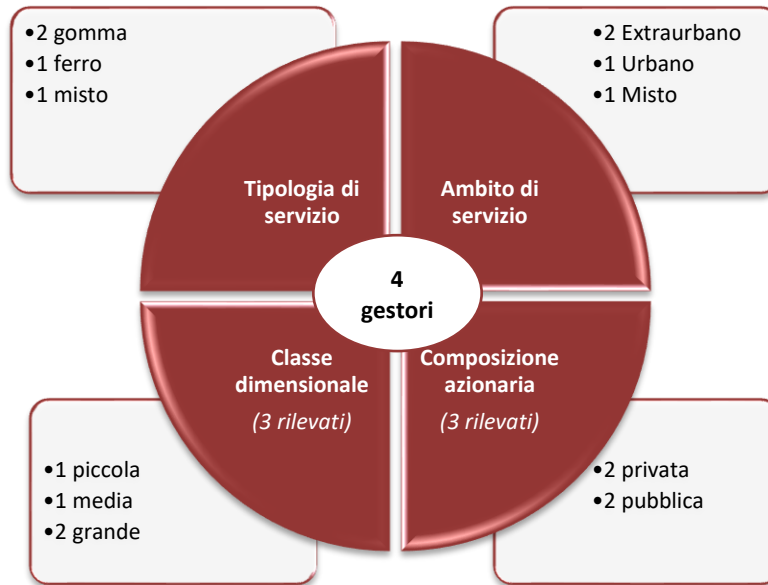 •2 gomma
•1 ferro
•1 misto
•2 Extraurbano
•1 Urbano
•1 Misto
Tipologia di
servizio
Ambito di
servizio
4
gestori
Classe
dimensionale
(3 rilevati)
Composizione
azionaria
(3 rilevati)
•1 piccola
•1 media
•2 grande
•2 privata
•2 pubblica